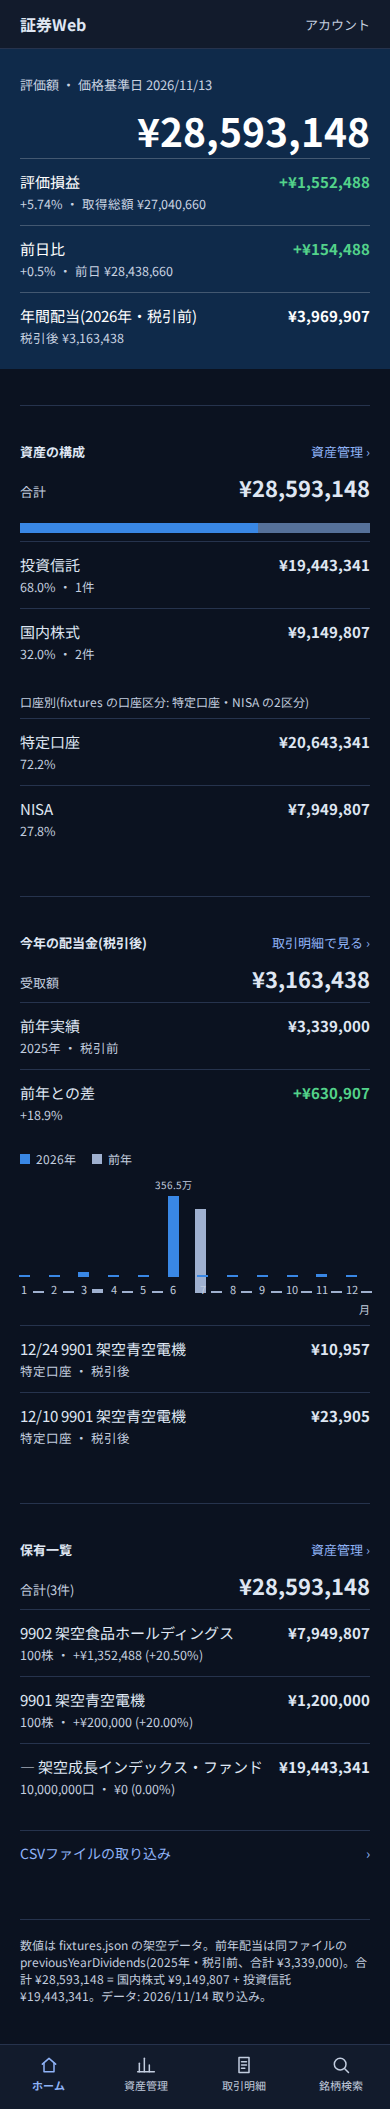 証券Web
アカウント
評価額 ・ 価格基準日 2026/11/13
¥28,593,148
評価損益
+¥1,552,488
+5.74% ・ 取得総額 ¥27,040,660
前日比
+¥154,488
+0.5% ・ 前日 ¥28,438,660
年間配当(2026年・税引前)
¥3,969,907
税引後 ¥3,163,438
資産の構成
資産管理 ›
合計
¥28,593,148
投資信託
¥19,443,341
68.0% ・ 1件
国内株式
¥9,149,807
32.0% ・ 2件
口座別(fixtures の口座区分: 特定口座・NISA の2区分)
特定口座
¥20,643,341
72.2%
NISA
¥7,949,807
27.8%
今年の配当金(税引後)
取引明細で見る ›
受取額
¥3,163,438
前年実績
¥3,339,000
2025年 ・ 税引前
前年との差
+¥630,907
+18.9%
2026年
前年
356.5万
1 2 3 4 5 6 7 8 9 10 11 12
月
12/24 9901 架空青空電機
¥10,957
特定口座 ・ 税引後
12/10 9901 架空青空電機
¥23,905
特定口座 ・ 税引後
保有一覧
資産管理 ›
合計(3件)
¥28,593,148
9902 架空食品ホールディングス
¥7,949,807
100株 ・ +¥1,352,488 (+20.50%)
9901 架空青空電機
¥1,200,000
100株 ・ +¥200,000 (+20.00%)
— 架空成長インデックス・ファンド
¥19,443,341
10,000,000口 ・ ¥0 (0.00%)
CSVファイルの取り込み
›
数値は fixtures.json の架空データ。前年配当は同ファイルの
previousYearDividends(2025年・税引前、合計 ¥3,339,000)。合
計 ¥28,593,148 = 国内株式 ¥9,149,807 + 投資信託
¥19,443,341。データ: 2026/11/14 取り込み。
ホーム
資産管理
取引明細
銘柄検索